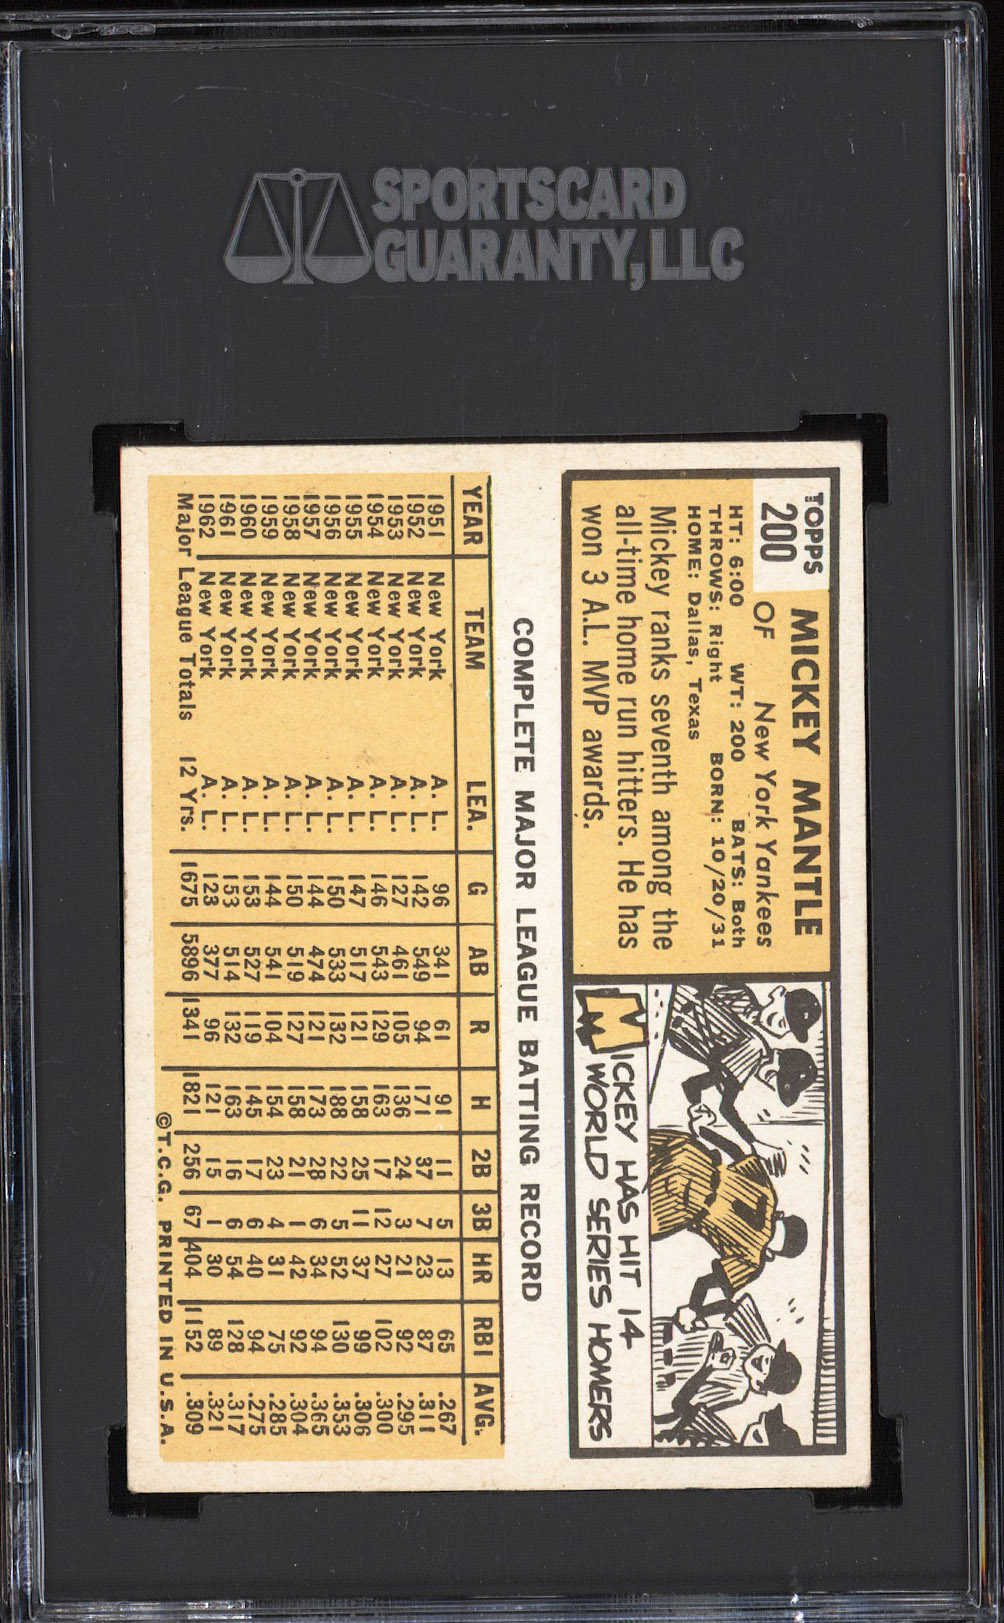 SPORTSCARD
GUARANTY, LLC
TOPPS
200
MICKEY MANTLE
OF New York Yankees
HT: 6:00 WT: 200 BATS: Both
THROWS: Right BORN: 10/20/31
HOME: Dallas, Texas
Mickey ranks seventh among the
all-time home run hitters. He has
won 3 A.L. MVP awards.
MICKEY HAS HIT 14
WORLD SERIES HOMERS
COMPLETE MAJOR LEAGUE BATTING RECORD
YEAR TEAM LEA. G AB R H 2B 3B HR RBI AVG.
1951 New York A. L. 96 341 61 91 11 5 13 65 .267
1952 New York A. L. 142 549 94 171 37 7 23 87 .311
1953 New York A. L. 127 461 105 136 24 3 21 92 .295
1954 New York A. L. 146 543 129 163 17 12 27 102 .300
1955 New York A. L. 147 517 121 158 25 11 37 99 .306
1956 New York A. L. 150 533 132 188 22 5 52 130 .353
1957 New York A. L. 144 474 121 173 28 6 34 94 .365
1958 New York A. L. 150 519 127 158 21 1 42 92 .304
1959 New York A. L. 144 541 104 154 23 4 31 75 .285
1960 New York A. L. 153 527 119 145 17 6 40 94 .275
1961 New York A. L. 153 514 132 163 16 6 54 128 .317
1962 New York A. L. 123 377 96 121 15 1 30 89 .321
Major League Totals 12 Yrs. 1675 5896 1341 1821 256 67 404 1152 .309
©T.C.G. PRINTED IN U.S.A.